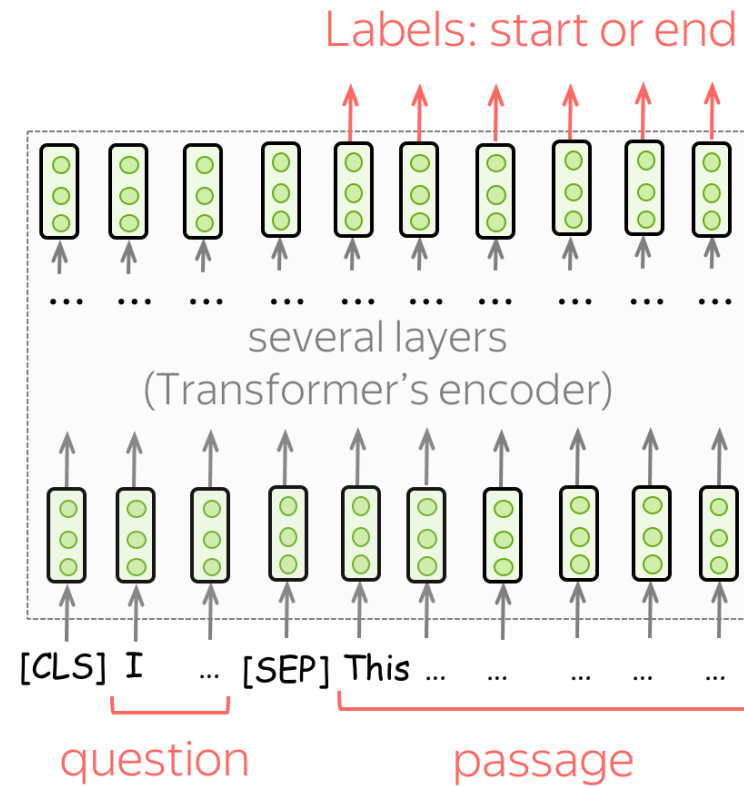 Labels: start or end
... ... ... ... ... ... ... ... ... ...
several layers
(Transformer's encoder)
[CLS] I ... [SEP] This ... ... ... ... ...
question passage